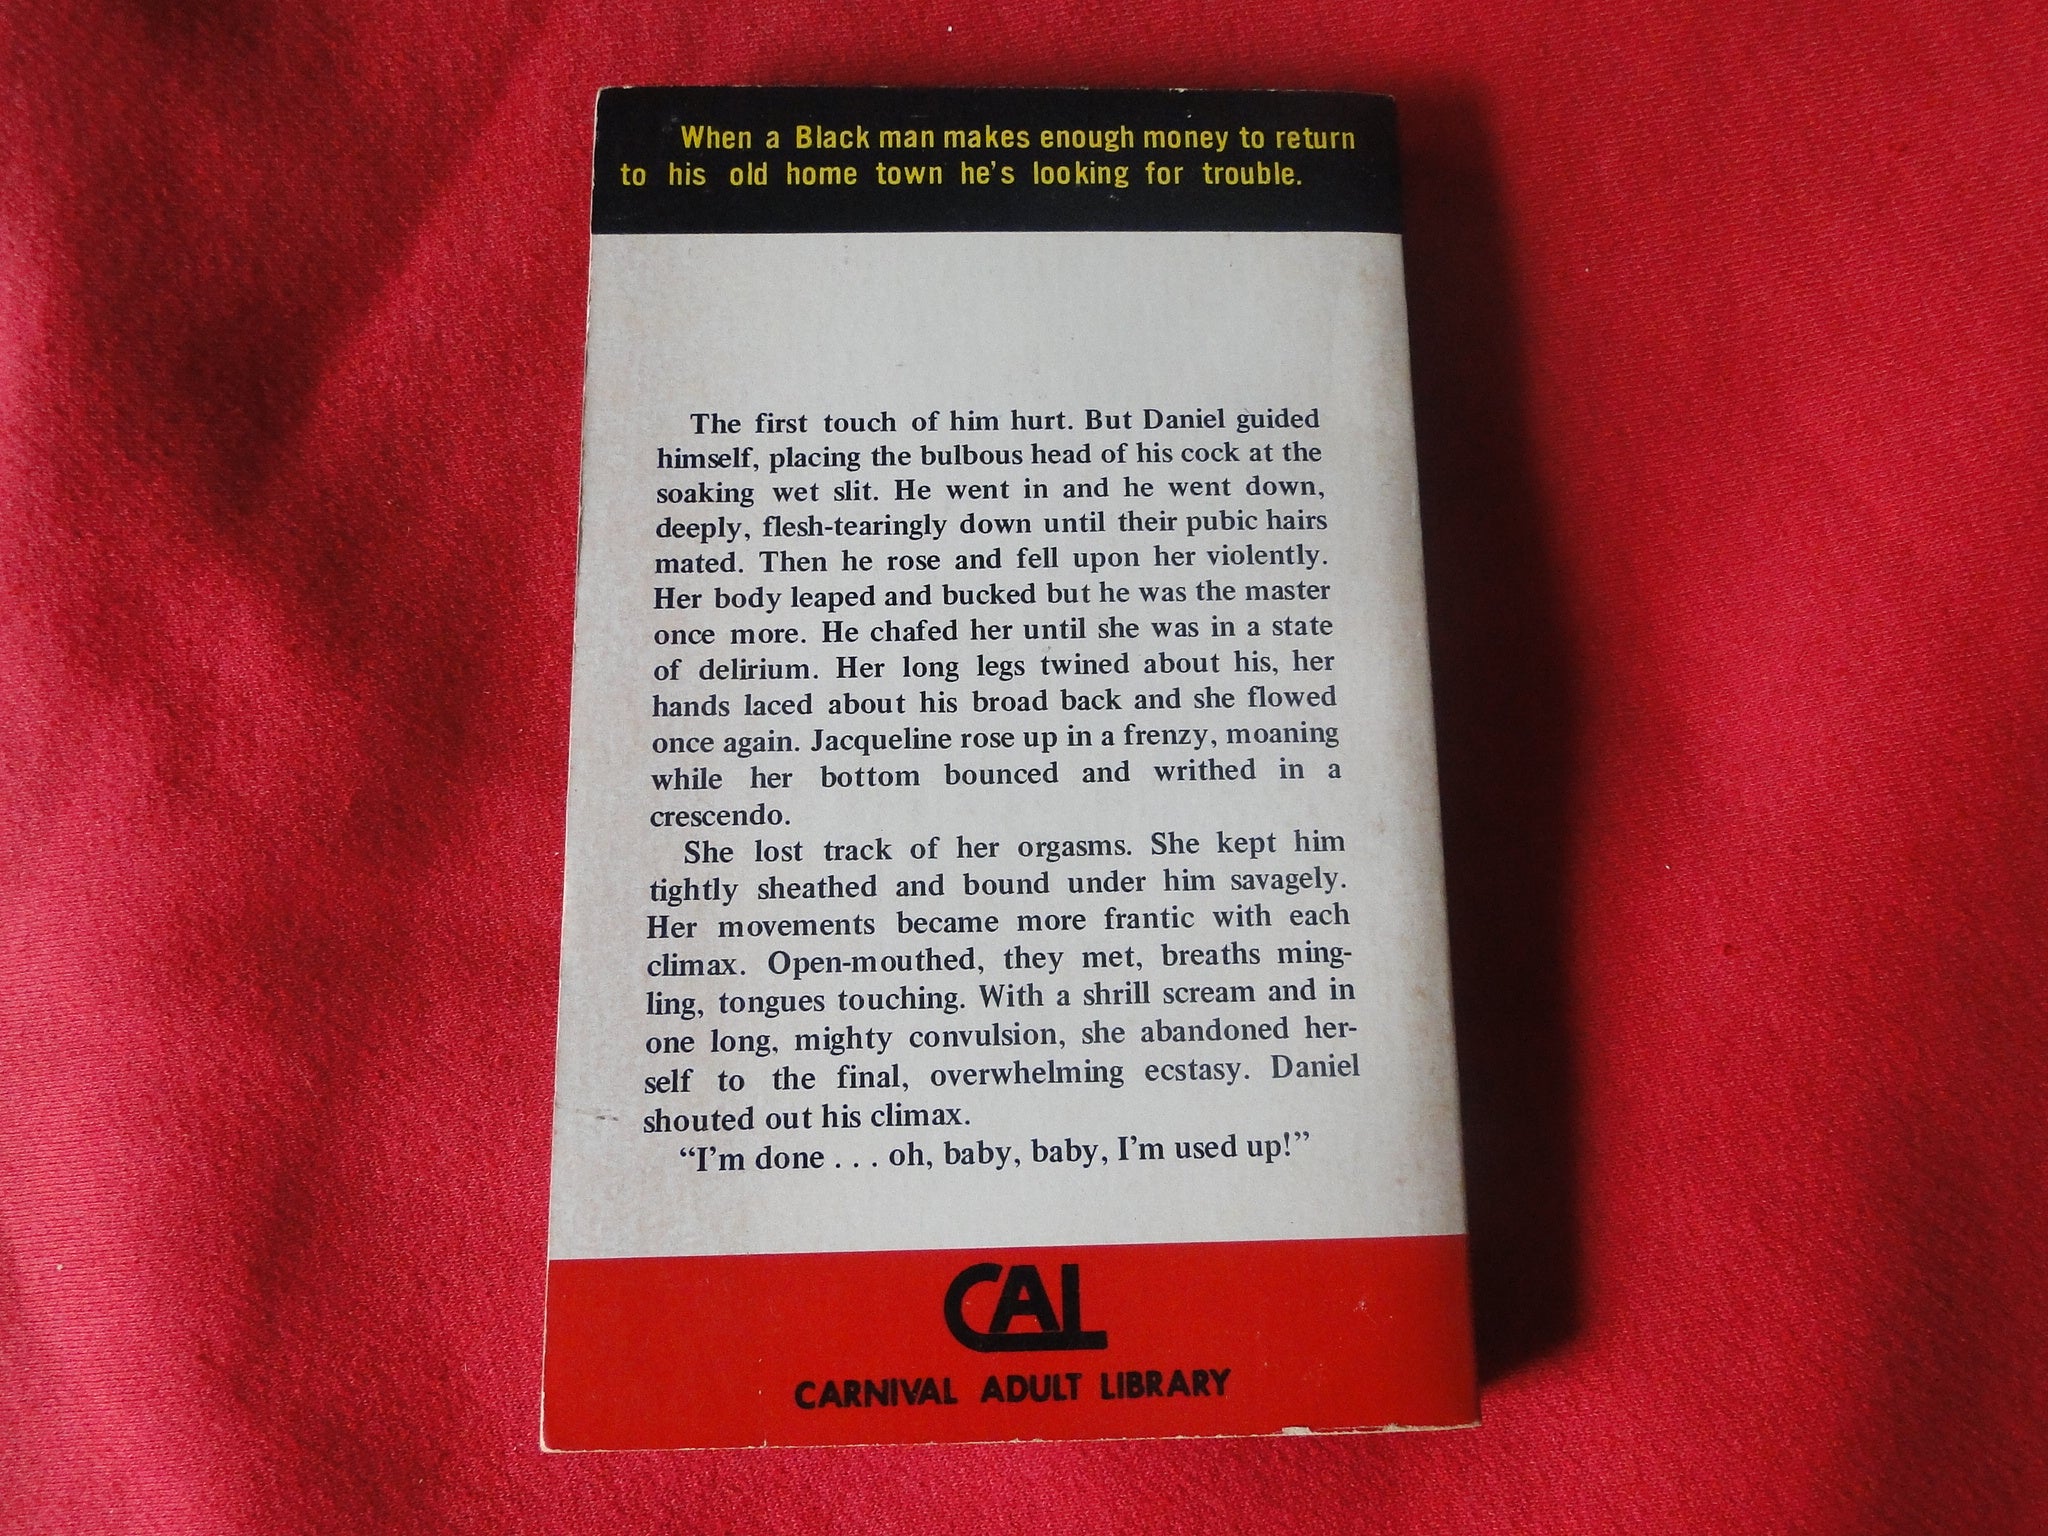 When a Black man makes enough money to return
to his old home town he's looking for trouble.
The first touch of him hurt. But Daniel guided
himself, placing the bulbous head of his cock at the
soaking wet slit. He went in and he went down,
deeply, flesh-tearingly down until their pubic hairs
mated. Then he rose and fell upon her violently.
Her body leaped and bucked but he was the master
once more. He chafed her until she was in a state
of delirium. Her long legs twined about his, her
hands laced about his broad back and she flowed
once again. Jacqueline rose up in a frenzy, moaning
while her bottom bounced and writhed in a
crescendo.
She lost track of her orgasms. She kept him
tightly sheathed and bound under him savagely.
Her movements became more frantic with each
climax. Open-mouthed, they met, breaths ming-
ling, tongues touching. With a shrill scream and in
one long, mighty convulsion, she abandoned her-
self to the final, overwhelming ecstasy. Daniel
shouted out his climax.
“I'm done . . . oh, baby, baby, I'm used up!”
CAL
CARNIVAL ADULT LIBRARY